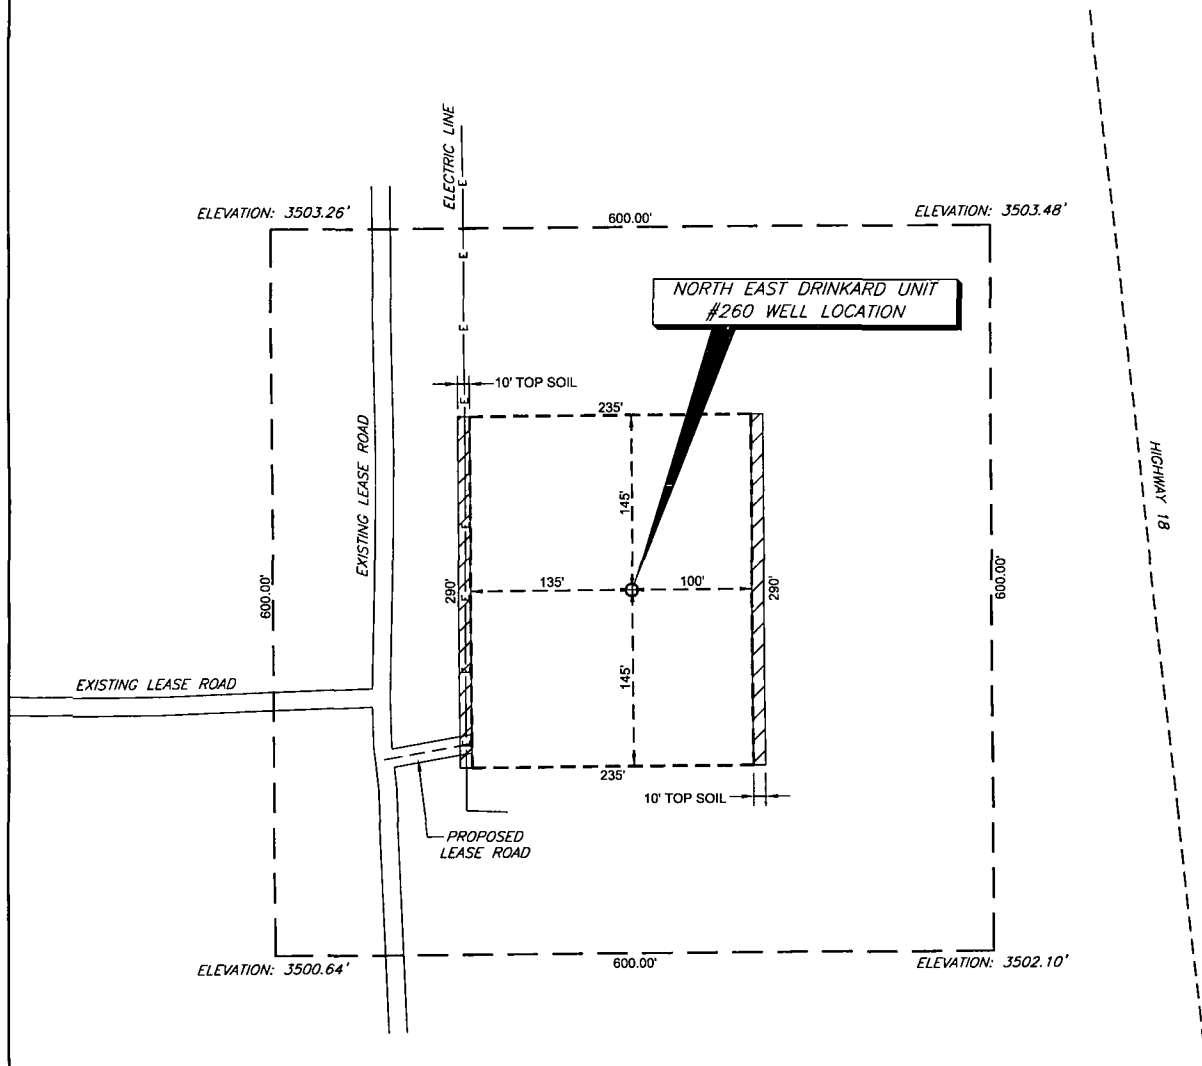 ELECTRIC LINE
ELEVATION: 3503.26'
600.00'
ELEVATION: 3503.48'
E
E
E
E
E
E
NORTH EAST DRINKARD UNIT
#260 WELL LOCATION
10' TOP SOIL
235'
EXISTING LEASE ROAD
HIGHWAY 18
145'
600.00'
290'
135'
100'
290'
600.00'
145'
EXISTING LEASE ROAD
235'
10' TOP SOIL
PROPOSED
LEASE ROAD
ELEVATION: 3500.64'
600.00'
ELEVATION: 3502.10'